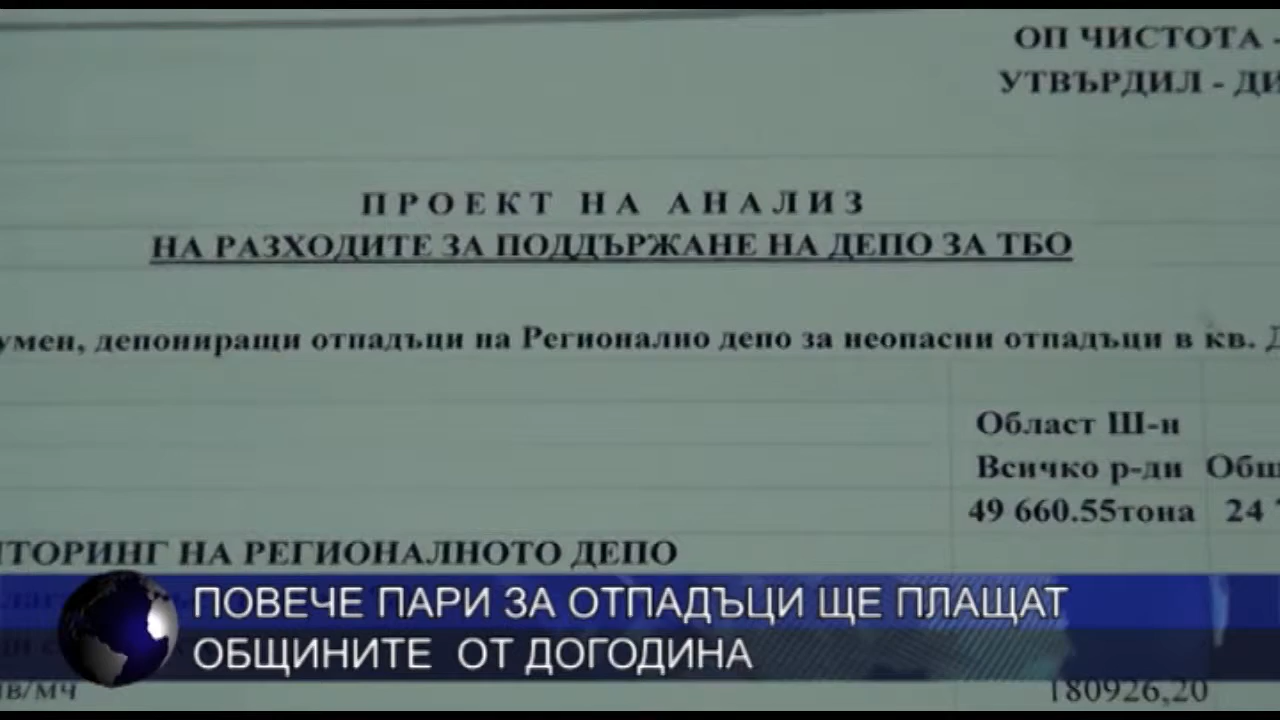 ОП ЧИСТОТА -
УТВЪРДИЛ - ДИ
ПРОЕКТ НА АНАЛИЗ
НА РАЗХОДИТЕ ЗА ПОДДЪРЖАНЕ НА ДЕПО ЗА ТБО
умен, депониращи отпадъци на Регионално депо за неопасни отпадъци в кв. Д
Област Ш-н
Всичко р-ди Общ
49 660.55тона 24
ИТОРИНГ НА РЕГИОНАЛНОТО ДЕПО
ПОВЕЧЕ ПАРИ ЗА ОТПАДЪЦИ ЩЕ ПЛАЩАТ
ОБЩИНИТЕ ОТ ДОГОДИНА
кв/мч 180926,20